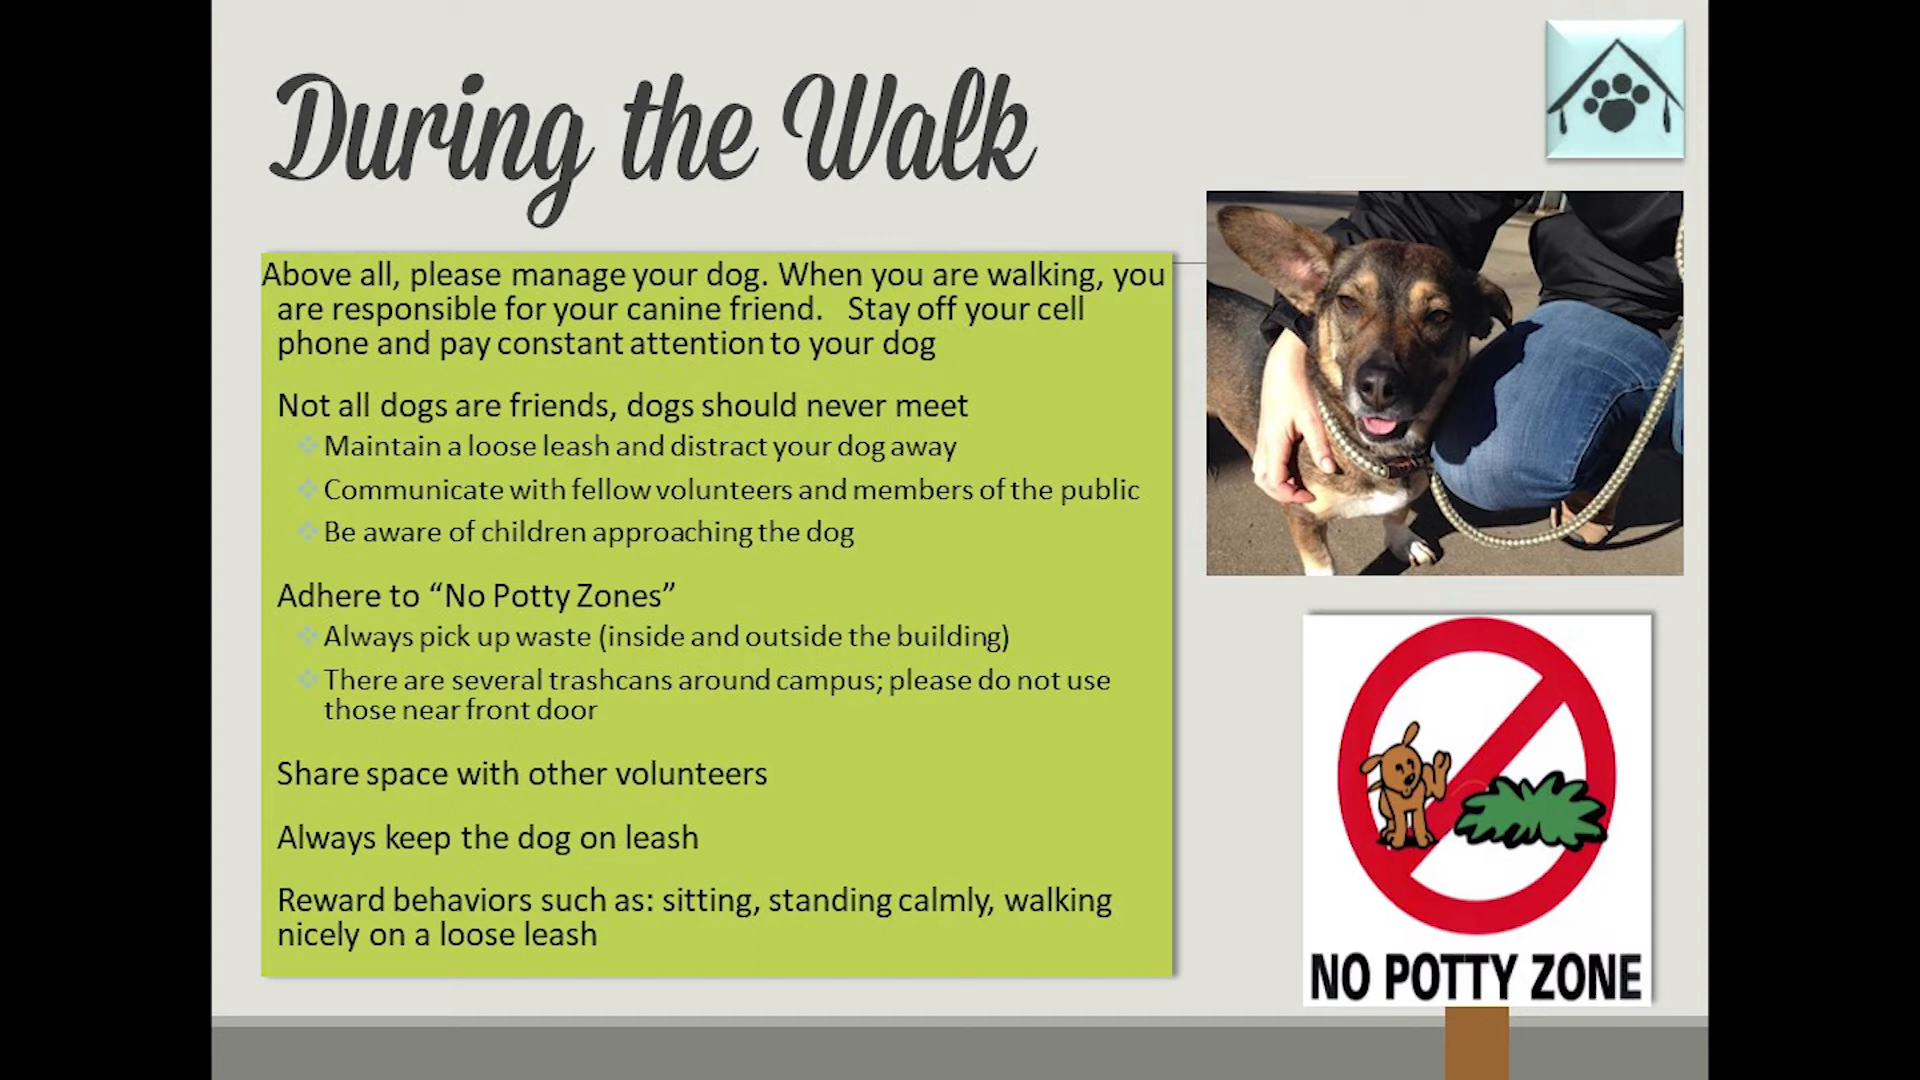 During the Walk
Above all, please manage your dog. When you are walking, you
are responsible for your canine friend. Stay off your cell
phone and pay constant attention to your dog
Not all dogs are friends, dogs should never meet
Maintain a loose leash and distract your dog away
Communicate with fellow volunteers and members of the public
Be aware of children approaching the dog
Adhere to “No Potty Zones”
Always pick up waste (inside and outside the building)
There are several trashcans around campus; please do not use
those near front door
Share space with other volunteers
Always keep the dog on leash
Reward behaviors such as: sitting, standing calmly, walking
nicely on a loose leash
NO POTTY ZONE